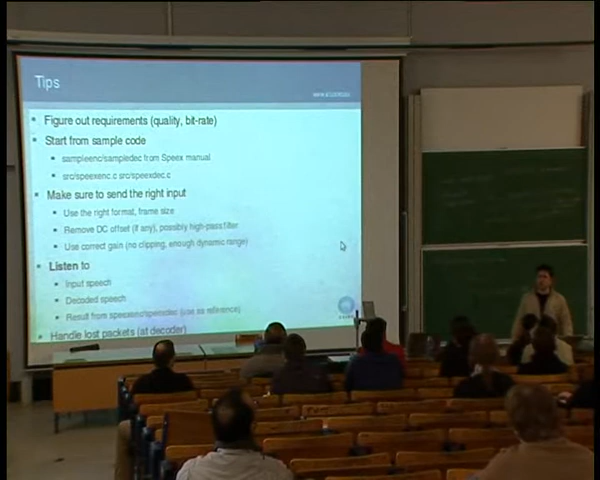 Tips
Figure out requirements (quality, bit-rate)
Start from sample code
sampleenc/sampledec from Speex manual
src/speexenc.c src/speexdec.c
Make sure to send the right input
Use the right format, frame size
Remove DC offset (if any), possibly high-pass filter
Use correct gain (no clipping, enough dynamic range)
Listen to
Input speech
Decoded speech
Result from speexenc/speexdec (use as reference)
Handle lost packets (at decoder)